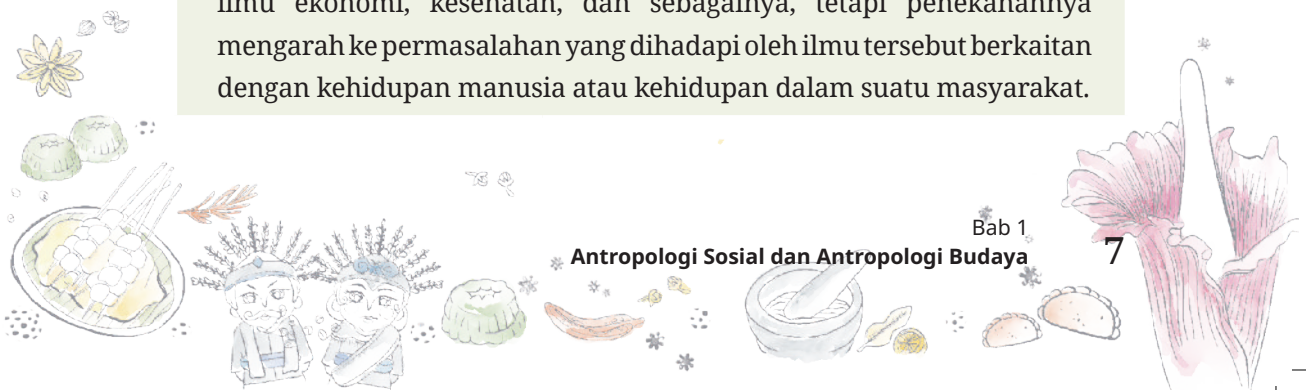 ilmu ekonomi, kesehatan, dan sebagainya, tetapi penekanannya
mengarah ke permasalahan yang dihadapi oleh ilmu tersebut berkaitan
dengan kehidupan manusia atau kehidupan dalam suatu masyarakat.
Bab 1
Antropologi Sosial dan Antropologi Budaya
7